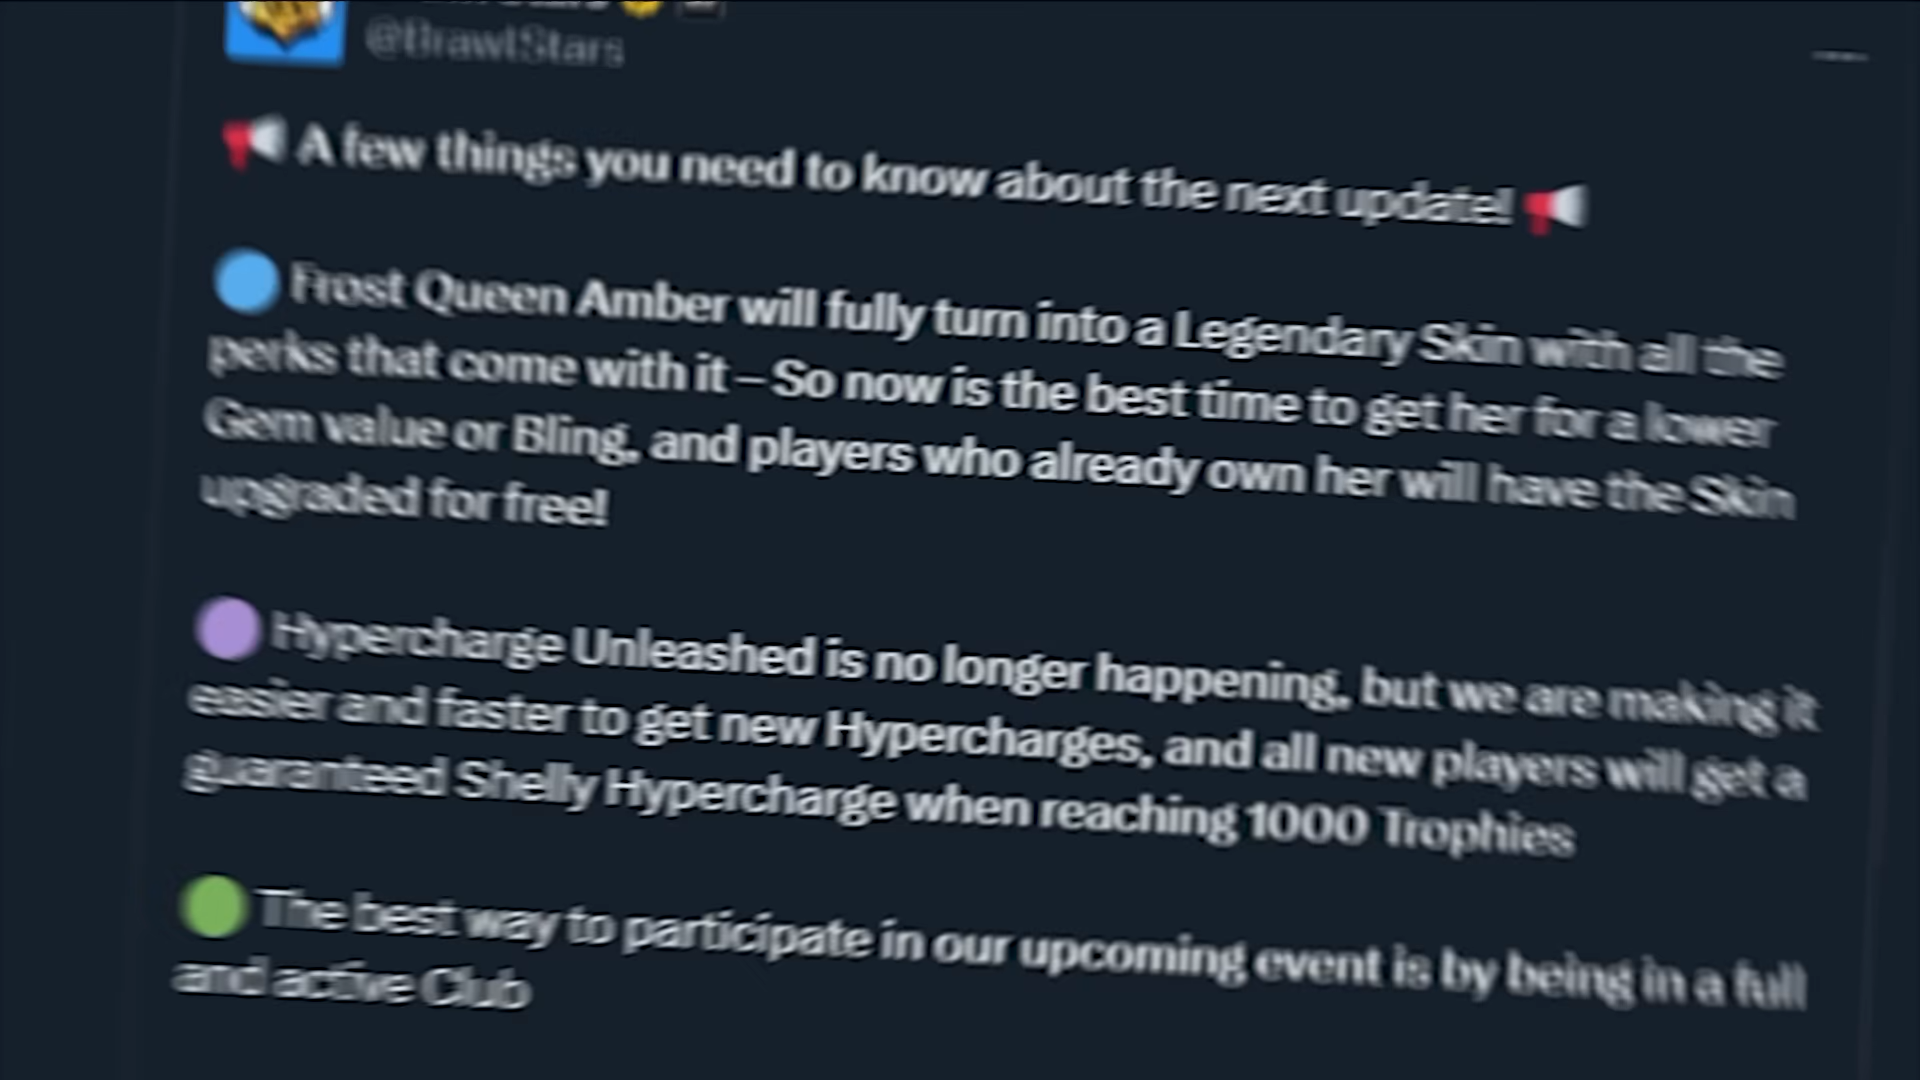 @BrawlStars
📢 A few things you need to know about the next update! 📢
🔵 Frost Queen Amber will fully turn into a Legendary Skin with all the
perks that come with it – So now is the best time to get her for a lower
Gem value or Bling, and players who already own her will have the Skin
upgraded for free!
🟣 Hypercharge Unleashed is no longer happening, but we are making it
easier and faster to get new Hypercharges, and all new players will get a
guaranteed Shelly Hypercharge when reaching 1000 Trophies
🟢 The best way to participate in our upcoming event is by being in a full
and active Club